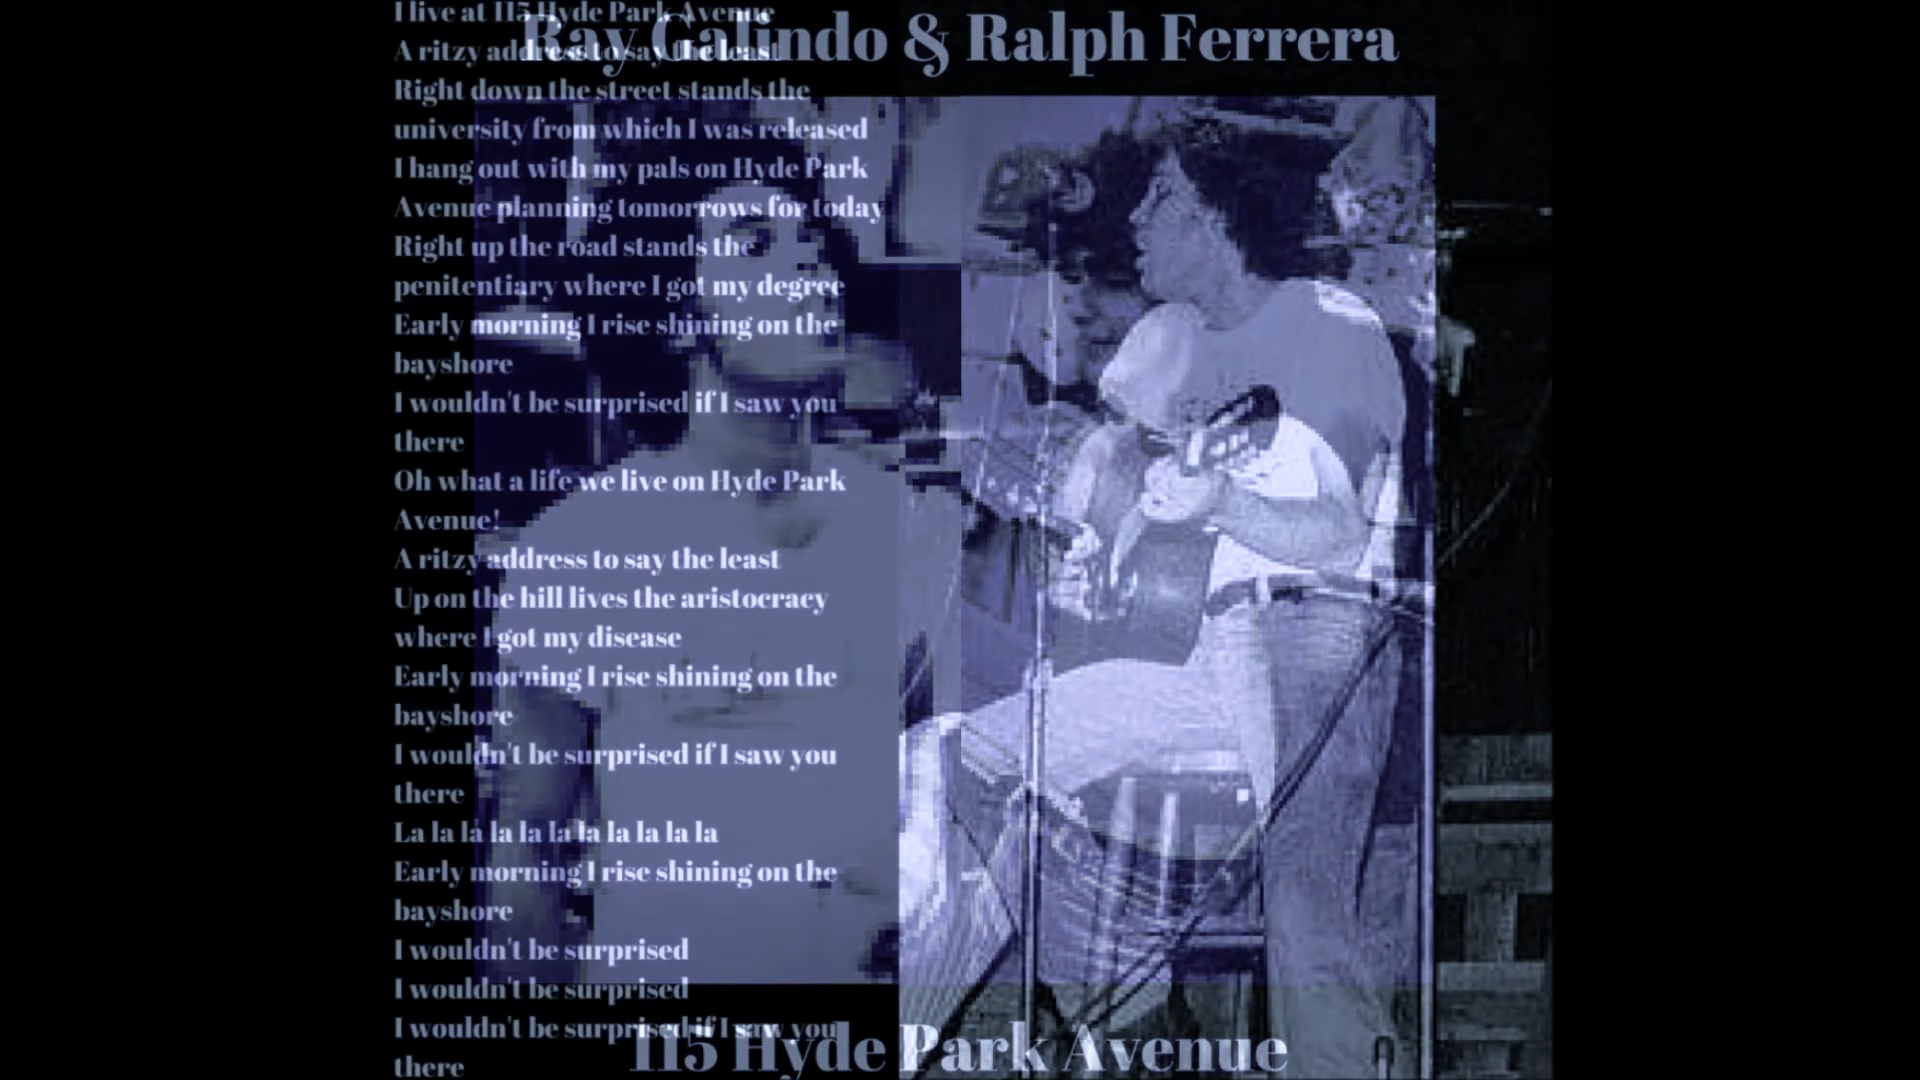 Ray Galindo & Ralph Ferrera
I live at 115 Hyde Park Avenue
A ritzy address to say the least
Right down the street stands the
university from which I was released
I hang out with my pals on Hyde Park
Avenue planning tomorrows for today
Right up the road stands the
penitentiary where I got my degree
Early morning I rise shining on the
bayshore
I wouldn't be surprised if I saw you
there
Oh what a life we live on Hyde Park
Avenue!
A ritzy address to say the least
Up on the hill lives the aristocracy
where I got my disease
Early morning I rise shining on the
bayshore
I wouldn't be surprised if I saw you
there
La la la la la la la la la la la
Early morning I rise shining on the
bayshore
I wouldn't be surprised
I wouldn't be surprised
I wouldn't be surprised if I saw you
there
115 Hyde Park Avenue